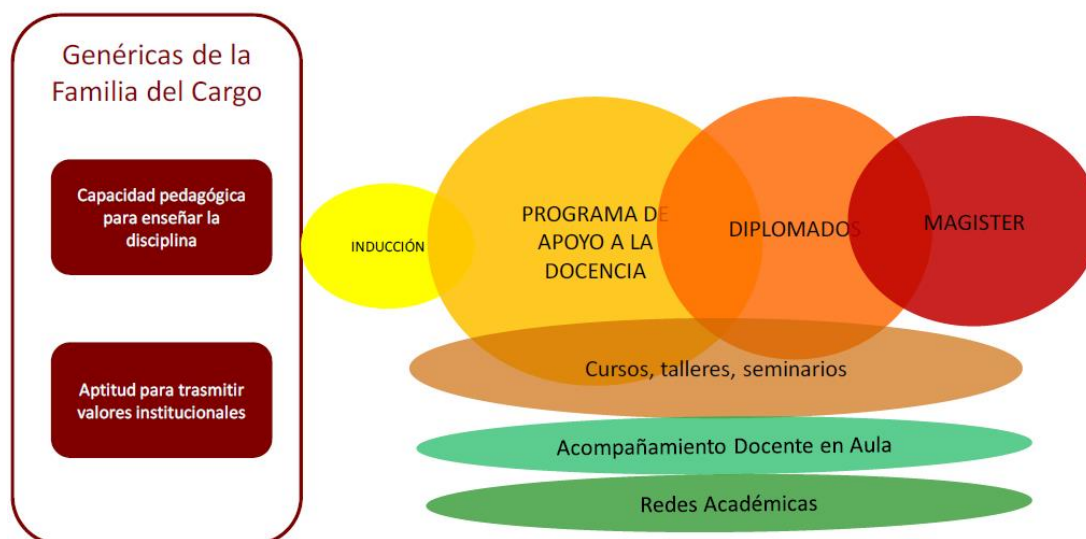 Genéricas de la
Familia del Cargo
Capacidad pedagógica
para enseñar la
disciplina
Aptitud para trasmitir
valores institucionales
INDUCCIÓN
PROGRAMA DE
APOYO A LA
DOCENCIA
DIPLOMADOS
MAGISTER
Cursos, talleres, seminarios
Acompañamiento Docente en Aula
Redes Académicas